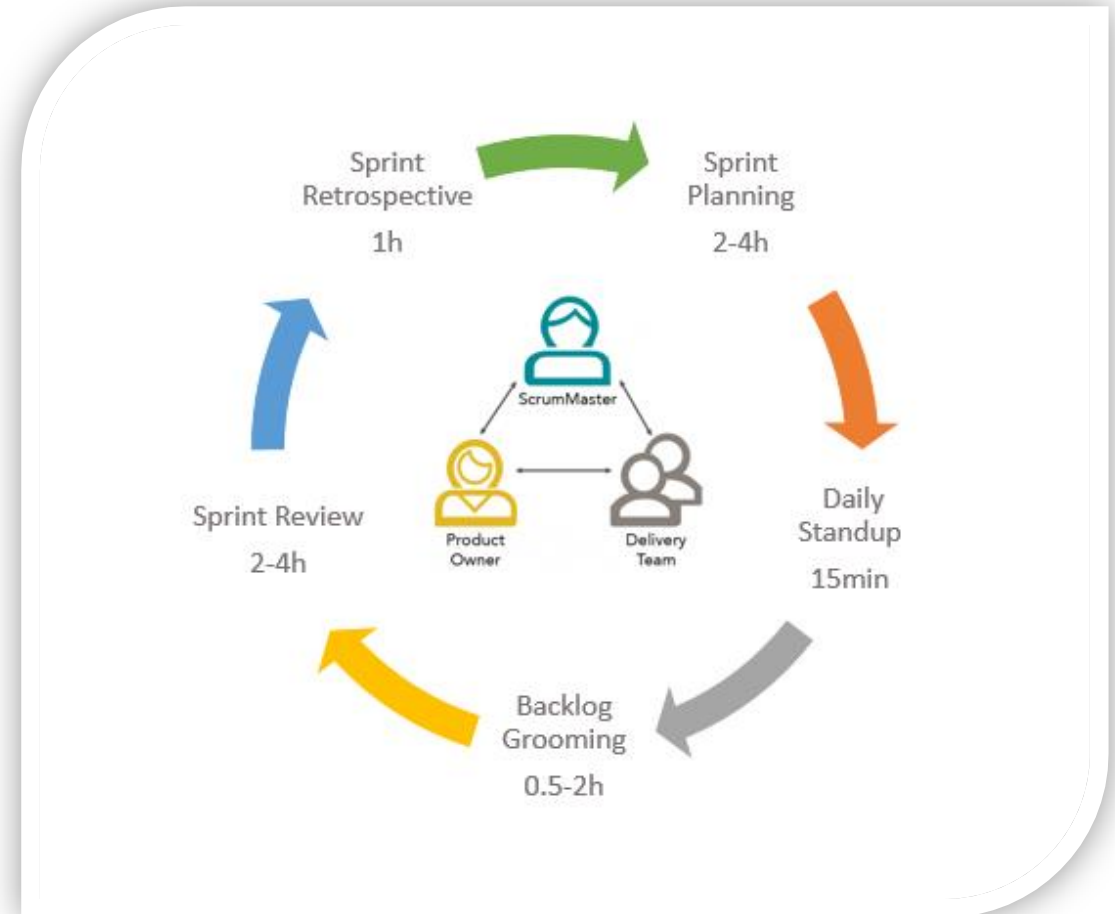 Sprint
Retrospective
1h
Sprint
Planning
2-4h
ScrumMaster
Product
Owner
Delivery
Team
Daily
Standup
15min
Sprint Review
2-4h
Backlog
Grooming
0.5-2h